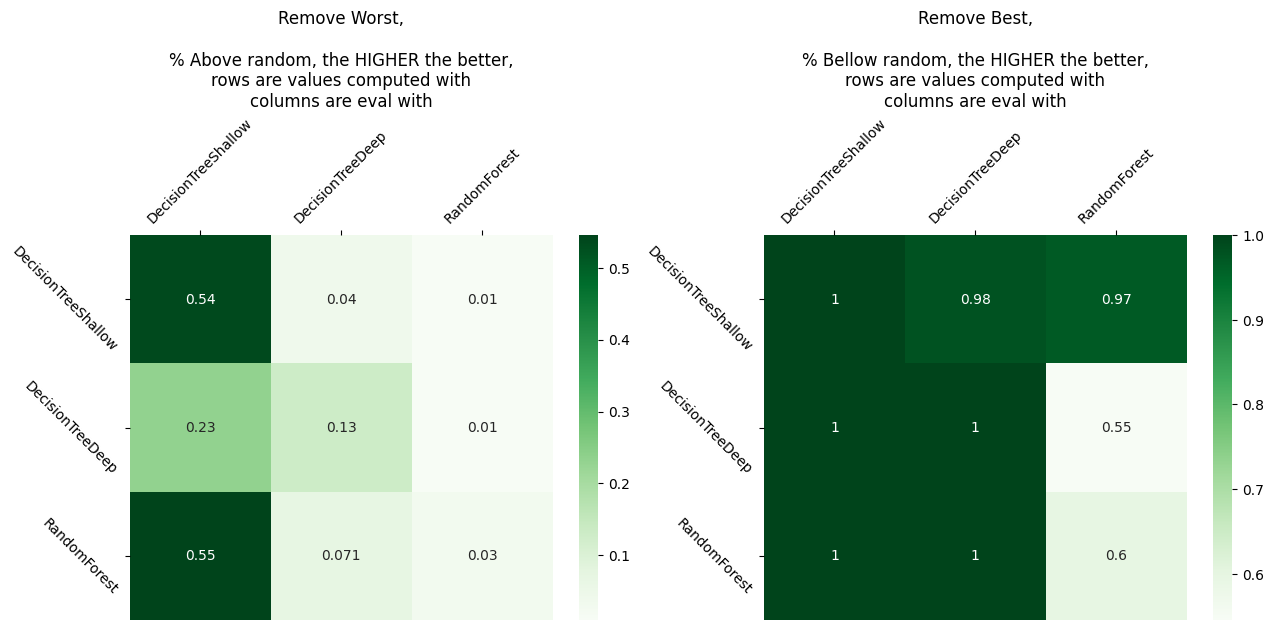 Remove Worst,
% Above random, the HIGHER the better,
rows are values computed with
columns are eval with
DecisionTreeShallow
DecisionTreeDeep
RandomForest
DecisionTreeShallow
0.54
0.04
0.01
DecisionTreeDeep
0.23
0.13
0.01
RandomForest
0.55
0.071
0.03
0.5
0.4
0.3
0.2
0.1
Remove Best,
% Bellow random, the HIGHER the better,
rows are values computed with
columns are eval with
DecisionTreeShallow
DecisionTreeDeep
RandomForest
DecisionTreeShallow
1
0.98
0.97
DecisionTreeDeep
1
1
0.55
RandomForest
1
1
0.6
1.0
0.9
0.8
0.7
0.6